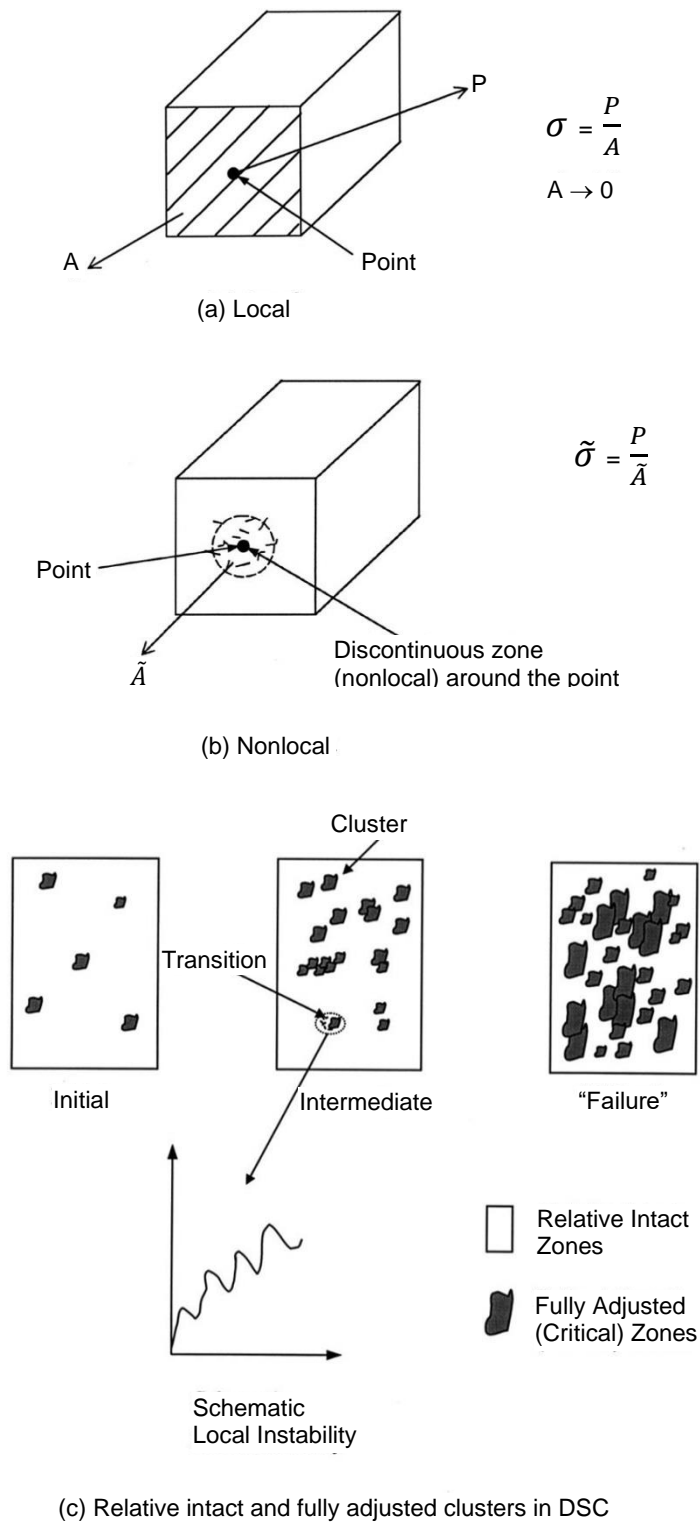 P
σ = P/A
A → 0
A
Point
(a) Local
σ̃ = P/Ã
Point
Ã
Discontinuous zone
(nonlocal) around the point
(b) Nonlocal
Cluster
Transition
Initial
Intermediate
“Failure”
Relative Intact
Zones
Fully Adjusted
(Critical) Zones
Schematic
Local Instability
(c) Relative intact and fully adjusted clusters in DSC